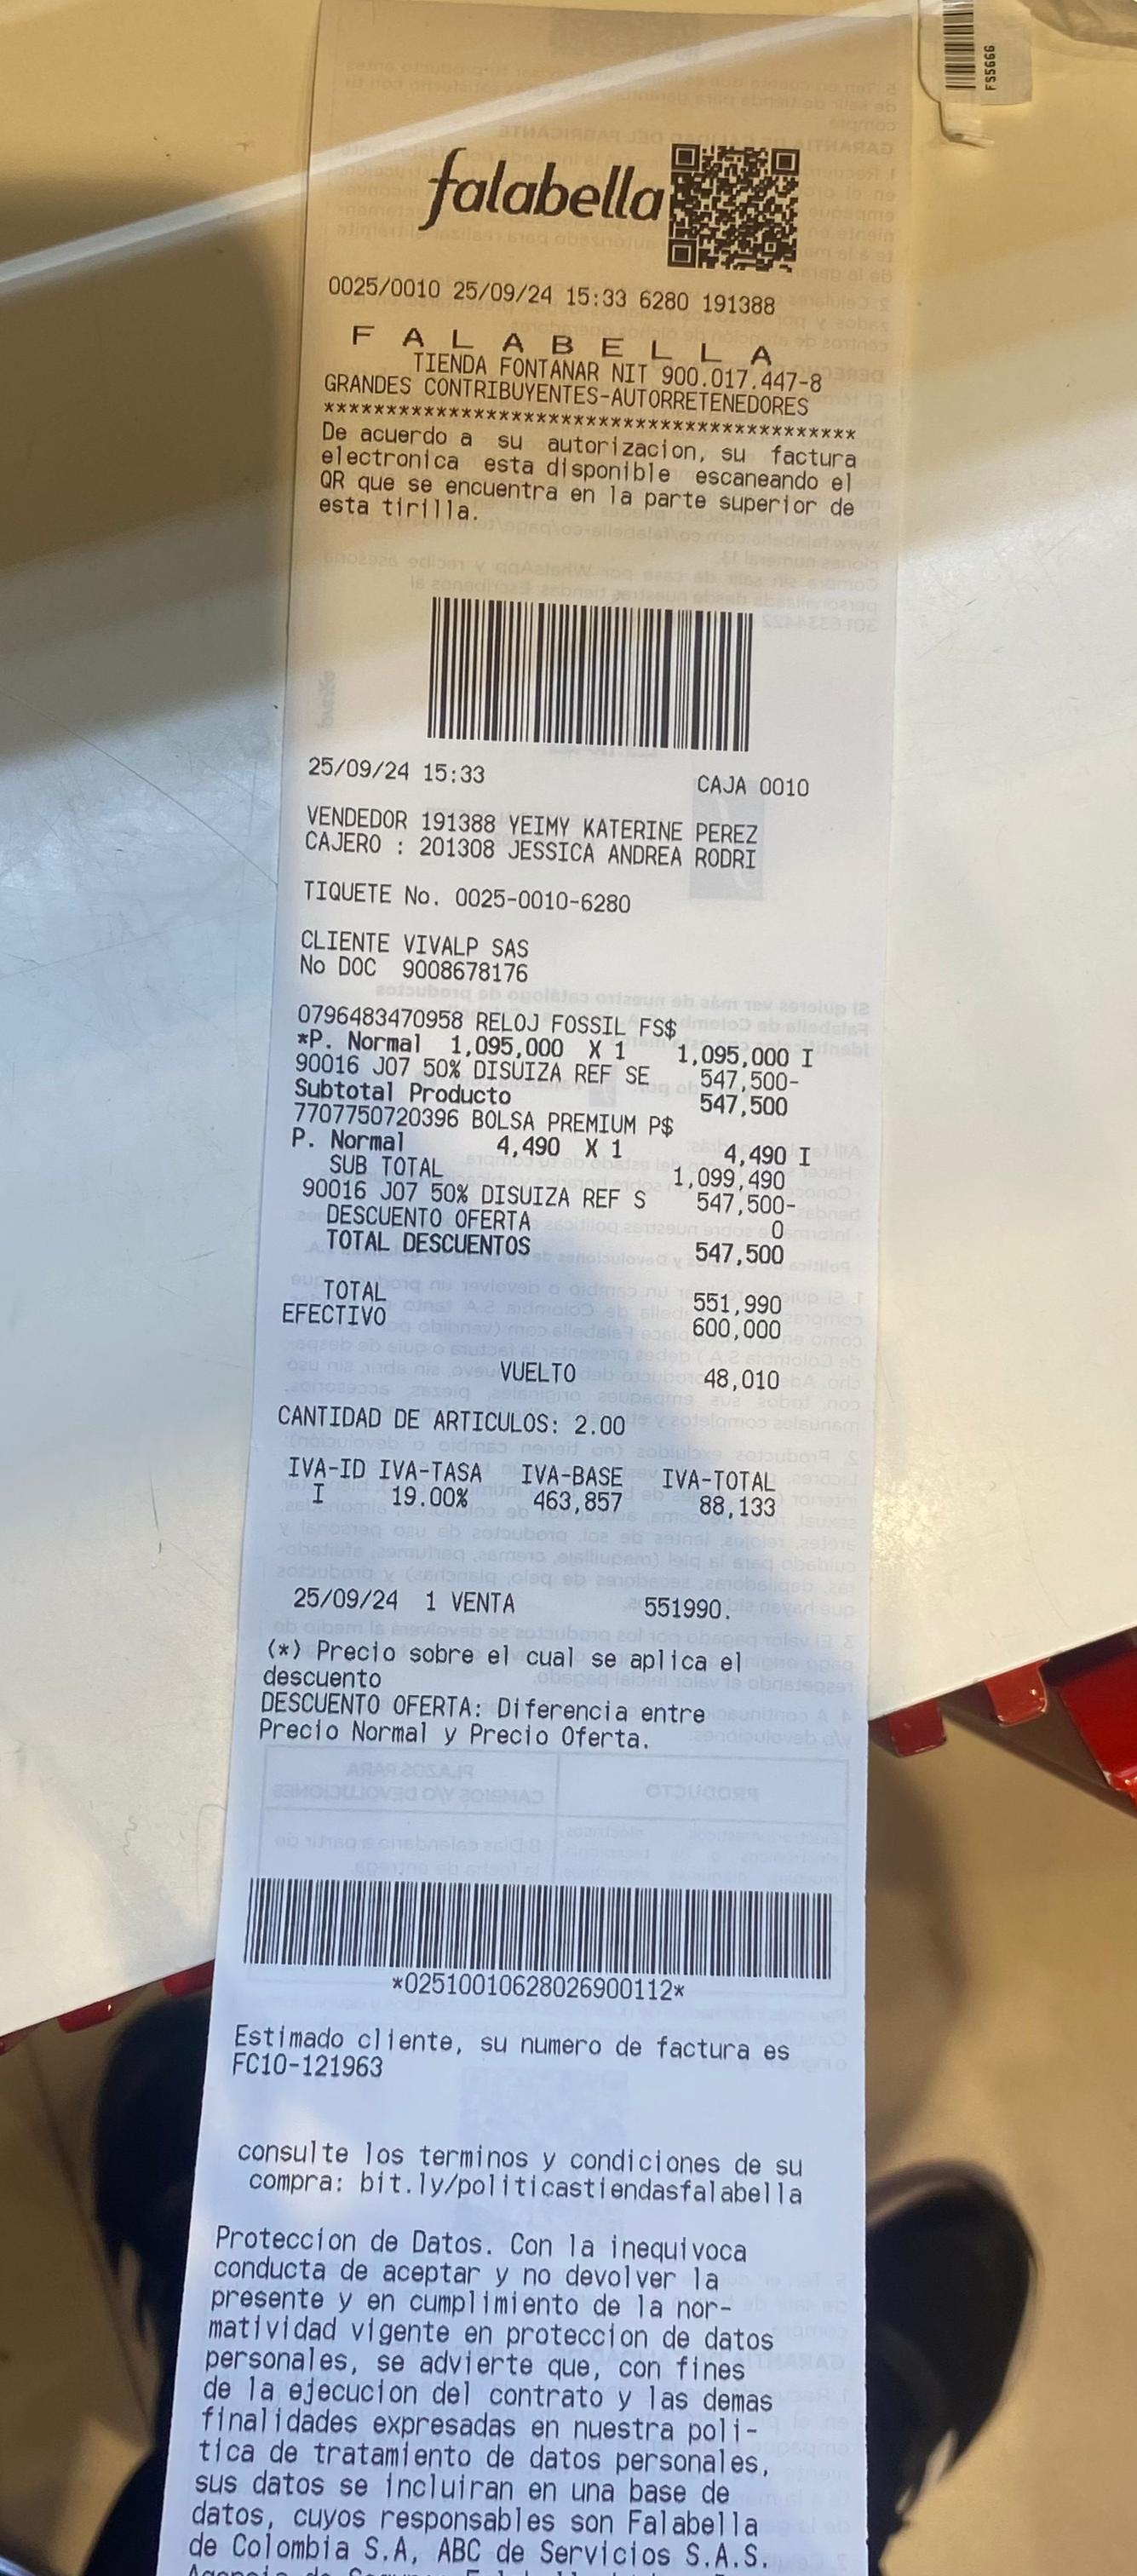 FS5666
falabella
0025/0010 25/09/24 15:33 6280 191388
F A L A B E L L A
TIENDA FONTANAR NIT 900.017.447-8
GRANDES CONTRIBUYENTES-AUTORRETENEDORES
******************************************
De acuerdo a su autorizacion, su factura
electronica esta disponible escaneando el
QR que se encuentra en la parte superior de
esta tirilla.
25/09/24 15:33 CAJA 0010
VENDEDOR 191388 YEIMY KATERINE PEREZ
CAJERO : 201308 JESSICA ANDREA RODRI
TIQUETE No. 0025-0010-6280
CLIENTE VIVALP SAS
No DOC 9008678176
0796483470958 RELOJ FOSSIL FS$
*P. Normal 1,095,000 X 1 1,095,000 I
90016 J07 50% DISUIZA REF SE 547,500-
Subtotal Producto 547,500
7707750720396 BOLSA PREMIUM P$
P. Normal 4,490 X 1 4,490 I
SUB TOTAL 1,099,490
90016 J07 50% DISUIZA REF S 547,500-
DESCUENTO OFERTA 0
TOTAL DESCUENTOS 547,500
TOTAL 551,990
EFECTIVO 600,000
VUELTO 48,010
CANTIDAD DE ARTICULOS: 2.00
IVA-ID IVA-TASA IVA-BASE IVA-TOTAL
I 19.00% 463,857 88,133
25/09/24 1 VENTA 551990.
(*) Precio sobre el cual se aplica el
descuento
DESCUENTO OFERTA: Diferencia entre
Precio Normal y Precio Oferta.
*02510010628026900112*
Estimado cliente, su numero de factura es
FC10-121963
consulte los terminos y condiciones de su
compra: bit.ly/politicastiendasfalabella
Proteccion de Datos. Con la inequivoca
conducta de aceptar y no devolver la
presente y en cumplimiento de la nor-
matividad vigente en proteccion de datos
personales, se advierte que, con fines
de la ejecucion del contrato y las demas
finalidades expresadas en nuestra poli-
tica de tratamiento de datos personales,
sus datos se incluiran en una base de
datos, cuyos responsables son Falabella
de Colombia S.A, ABC de Servicios S.A.S.